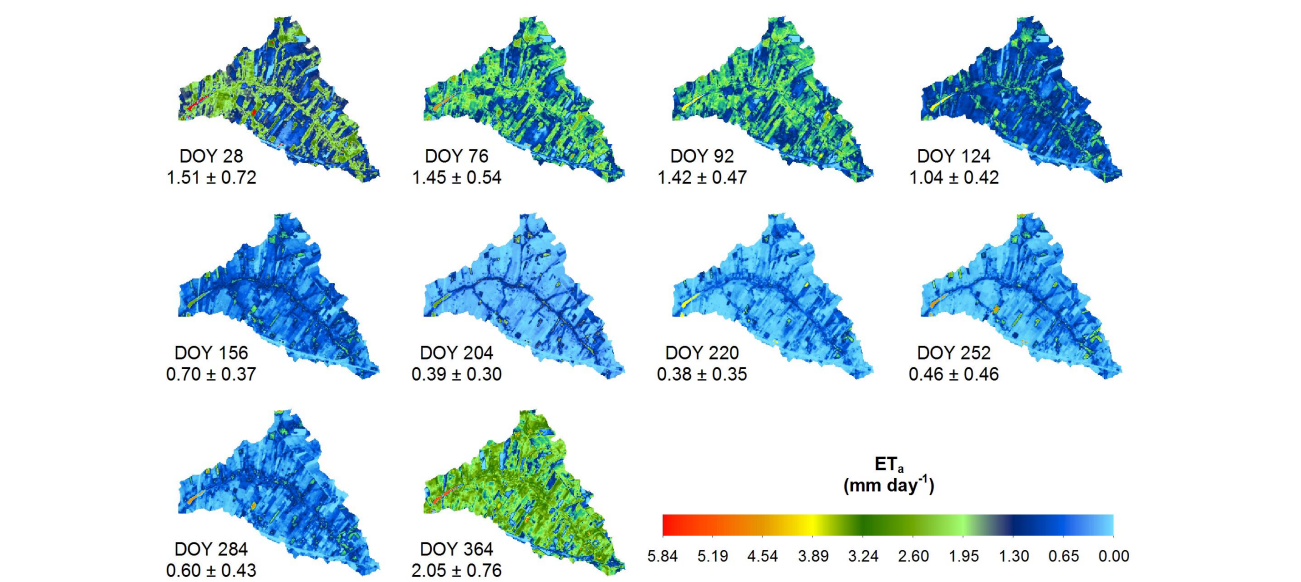 DOY 28
1.51 ± 0.72
DOY 76
1.45 ± 0.54
DOY 92
1.42 ± 0.47
DOY 124
1.04 ± 0.42
DOY 156
0.70 ± 0.37
DOY 204
0.39 ± 0.30
DOY 220
0.38 ± 0.35
DOY 252
0.46 ± 0.46
DOY 284
0.60 ± 0.43
DOY 364
2.05 ± 0.76
ETa
(mm day-1)
5.84 5.19 4.54 3.89 3.24 2.60 1.95 1.30 0.65 0.00